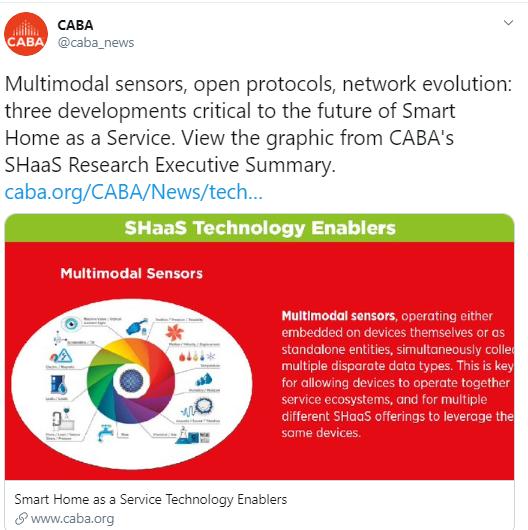 CABA
@caba_news
CABA
Multimodal sensors, open protocols, network evolution:
three developments critical to the future of Smart
Home as a Service. View the graphic from CABA's
SHaaS Research Executive Summary.
caba.org/CABA/News/tech...
SHaaS Technology Enablers
Multimodal Sensors
Multimodal sensors, operating either
embedded on devices themselves or as
standalone entities, simultaneously collec
multiple disparate data types. This is key
for allowing devices to operate together
service ecosystems, and for multiple
different SHaaS offerings to leverage the
same devices.
Smart Home as a Service Technology Enablers
www.caba.org